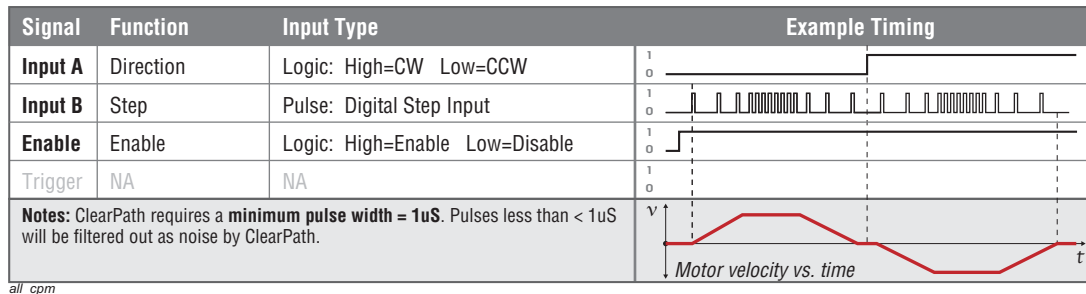 Signal Function Input Type Example Timing
Input A Direction Logic: High=CW Low=CCW 1
0
Input B Step Pulse: Digital Step Input 1
0
Enable Enable Logic: High=Enable Low=Disable 1
0
Trigger NA NA 1
0
Notes: ClearPath requires a minimum pulse width = 1uS. Pulses less than < 1uS
will be filtered out as noise by ClearPath.
v
t
Motor velocity vs. time
all_cpm